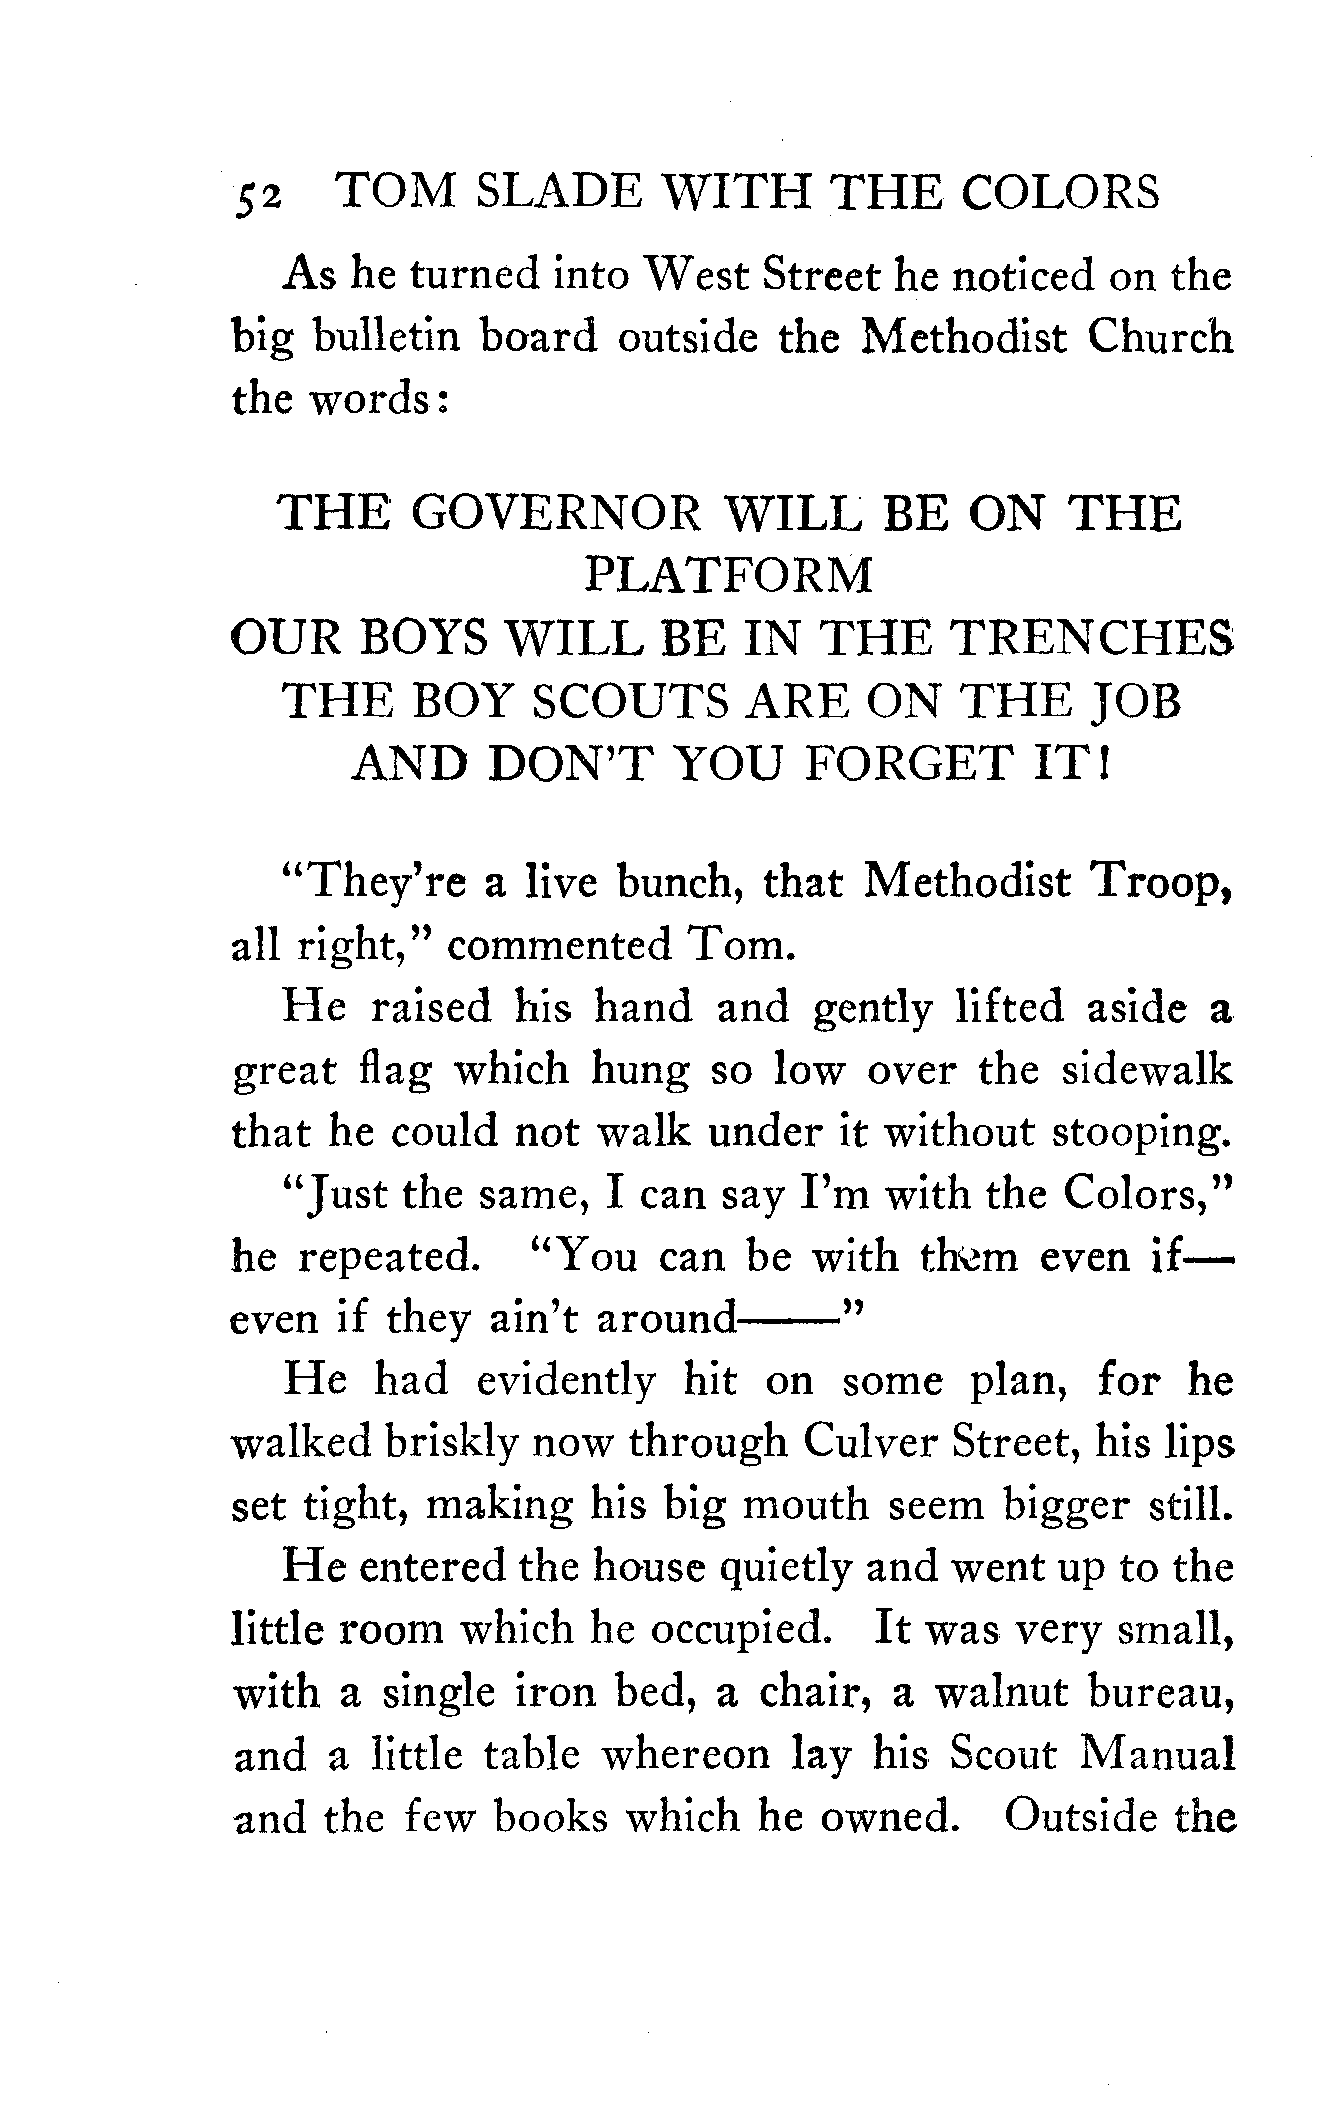 52 TOM SLADE WITH THE COLORS
As he turned into West Street he noticed on the
big bulletin board outside the Methodist Church
the words:
THE GOVERNOR WILL BE ON THE
PLATFORM
OUR BOYS WILL BE IN THE TRENCHES
THE BOY SCOUTS ARE ON THE JOB
AND DON'T YOU FORGET IT!
"They're a live bunch, that Methodist Troop,
all right," commented Tom.
He raised his hand and gently lifted aside a
great flag which hung so low over the sidewalk
that he could not walk under it without stooping.
"Just the same, I can say I'm with the Colors,"
he repeated. "You can be with them even if—
even if they ain't around——"
He had evidently hit on some plan, for he
walked briskly now through Culver Street, his lips
set tight, making his big mouth seem bigger still.
He entered the house quietly and went up to the
little room which he occupied. It was very small,
with a single iron bed, a chair, a walnut bureau,
and a little table whereon lay his Scout Manual
and the few books which he owned. Outside the